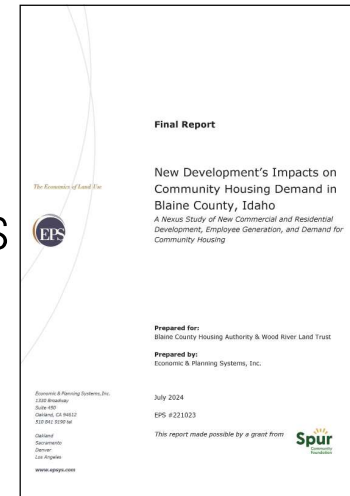 S
Final Report
The Economics of Land Use
EPS
New Development's Impacts on
Community Housing Demand in
Blaine County, Idaho
A Nexus Study of New Commercial and Residential
Development, Employee Generation, and Demand for
Community Housing
Prepared for:
Blaine County Housing Authority & Wood River Land Trust
Prepared by:
Economic & Planning Systems, Inc.
July 2024
EPS #221023
This report made possible by a grant from
Spur
Community
Foundation
Economic & Planning Systems, Inc.
1330 Broadway
Suite 450
Oakland, CA 94612
510 841 9190 tel
Oakland
Sacramento
Denver
Los Angeles
www.epsys.com